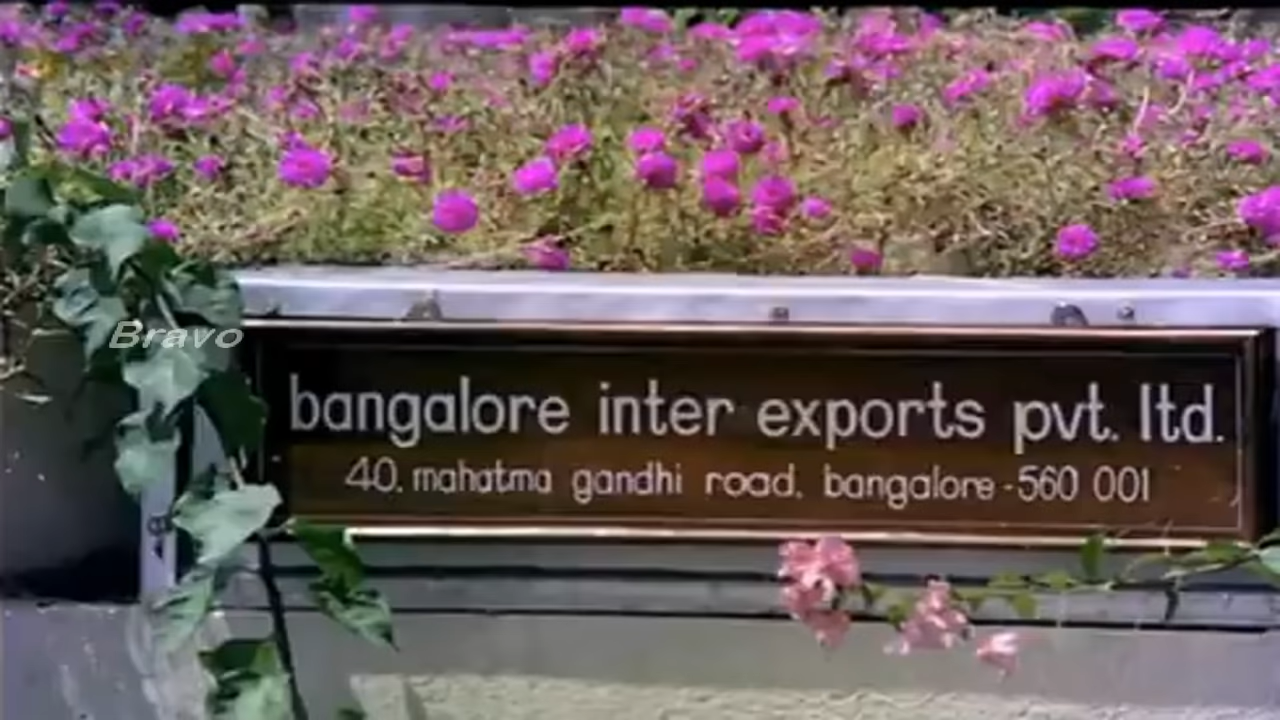 Bravo
bangalore inter exports pvt. ltd.
40, mahatma gandhi road, bangalore - 560 001